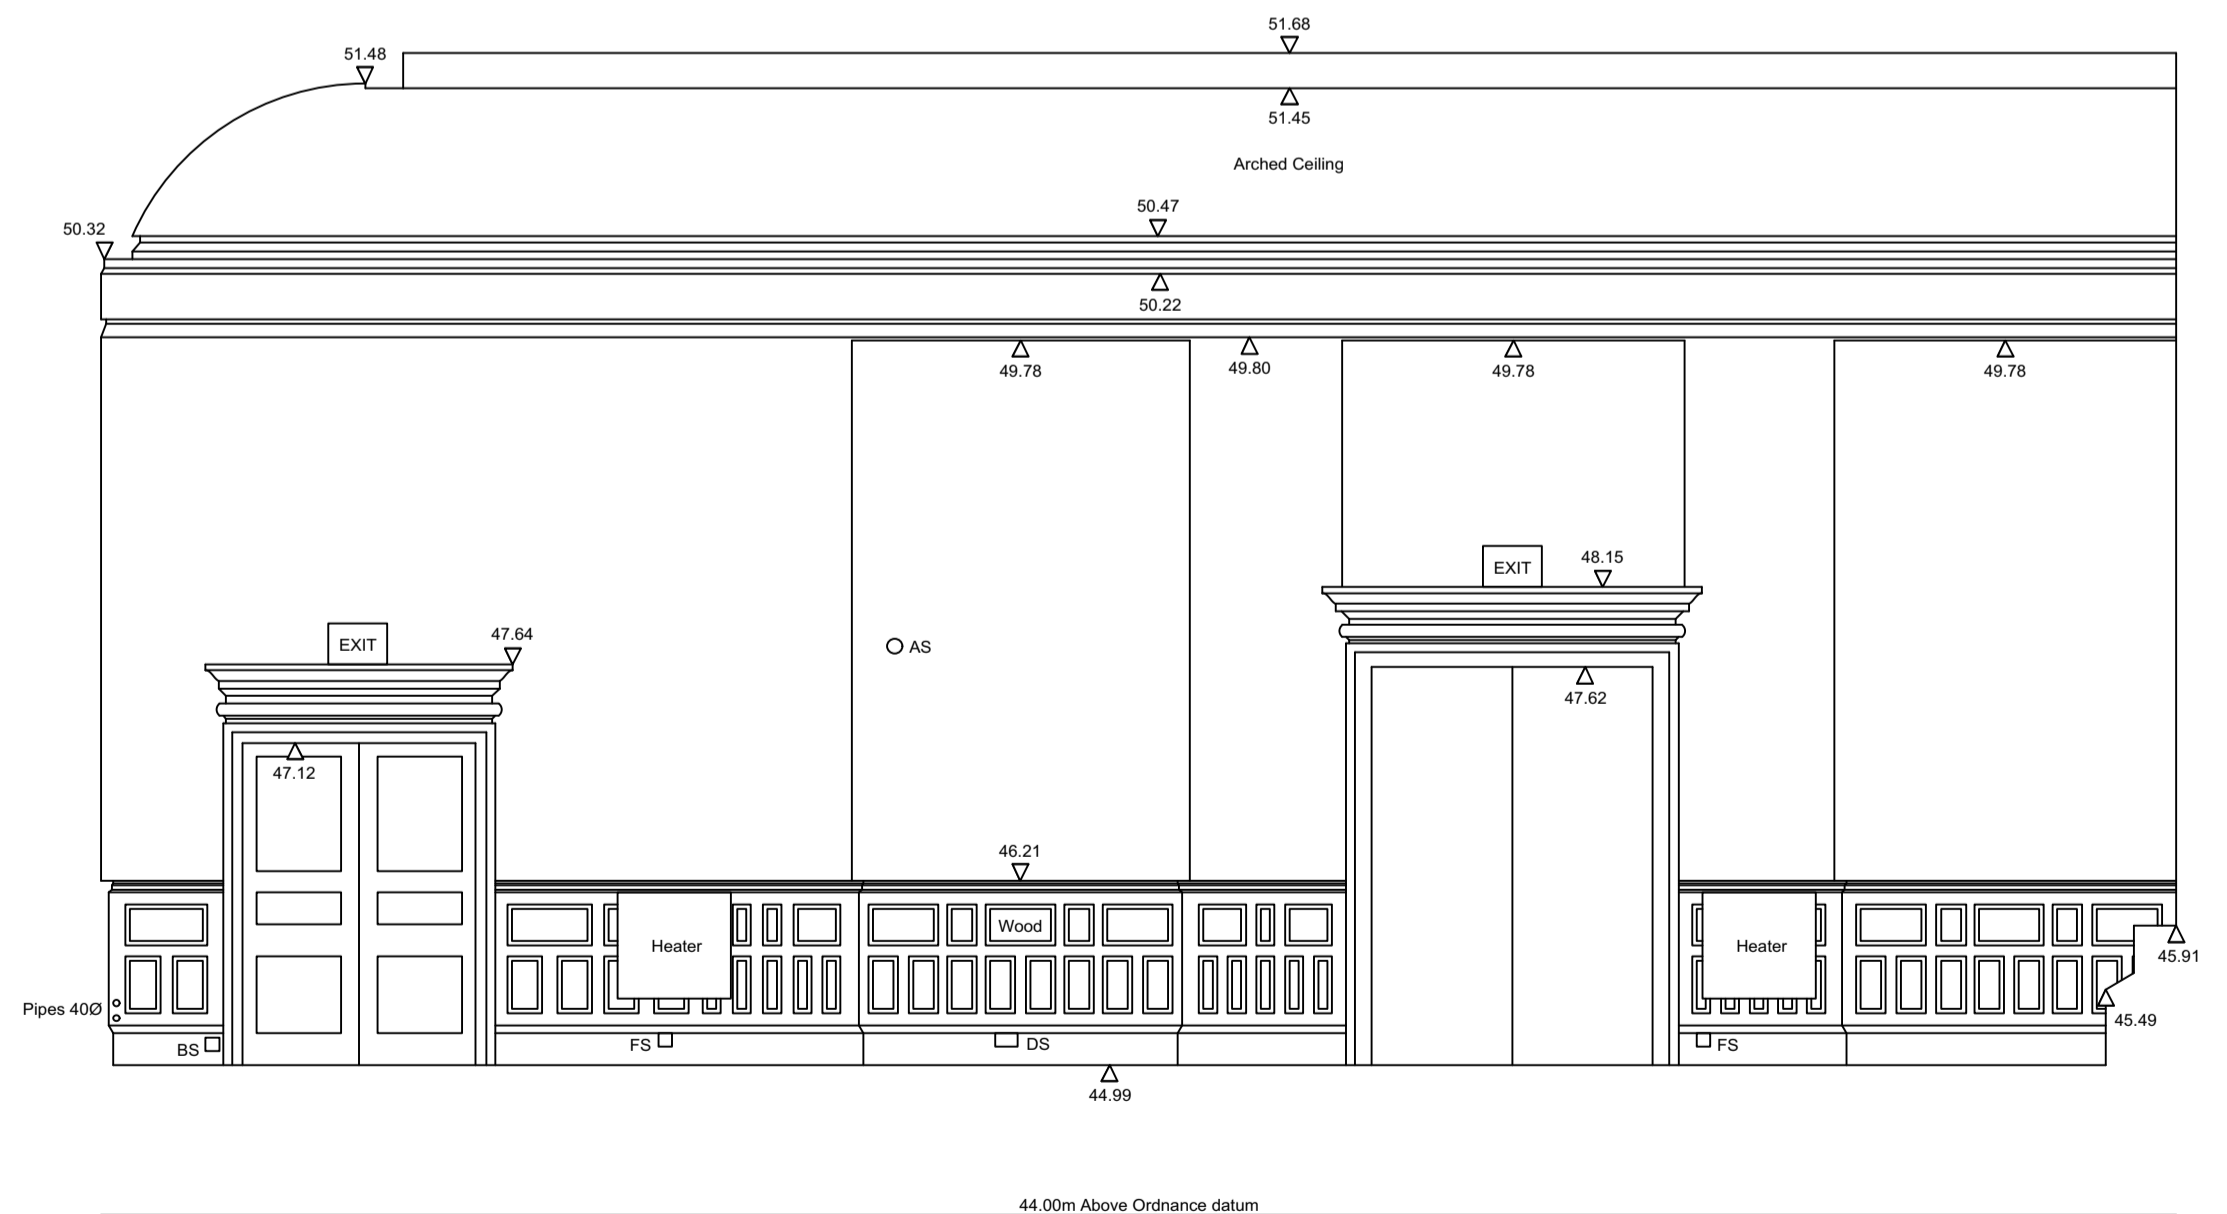 51.68
51.48
51.45
Arched Ceiling
50.47
50.32
50.22
49.78
49.80
49.78
49.78
48.15
EXIT
47.64
EXIT
AS
47.62
47.12
46.21
Wood
Heater
Heater
45.91
Pipes 40Ø
45.49
BS
FS
DS
FS
44.99
44.00m Above Ordnance datum